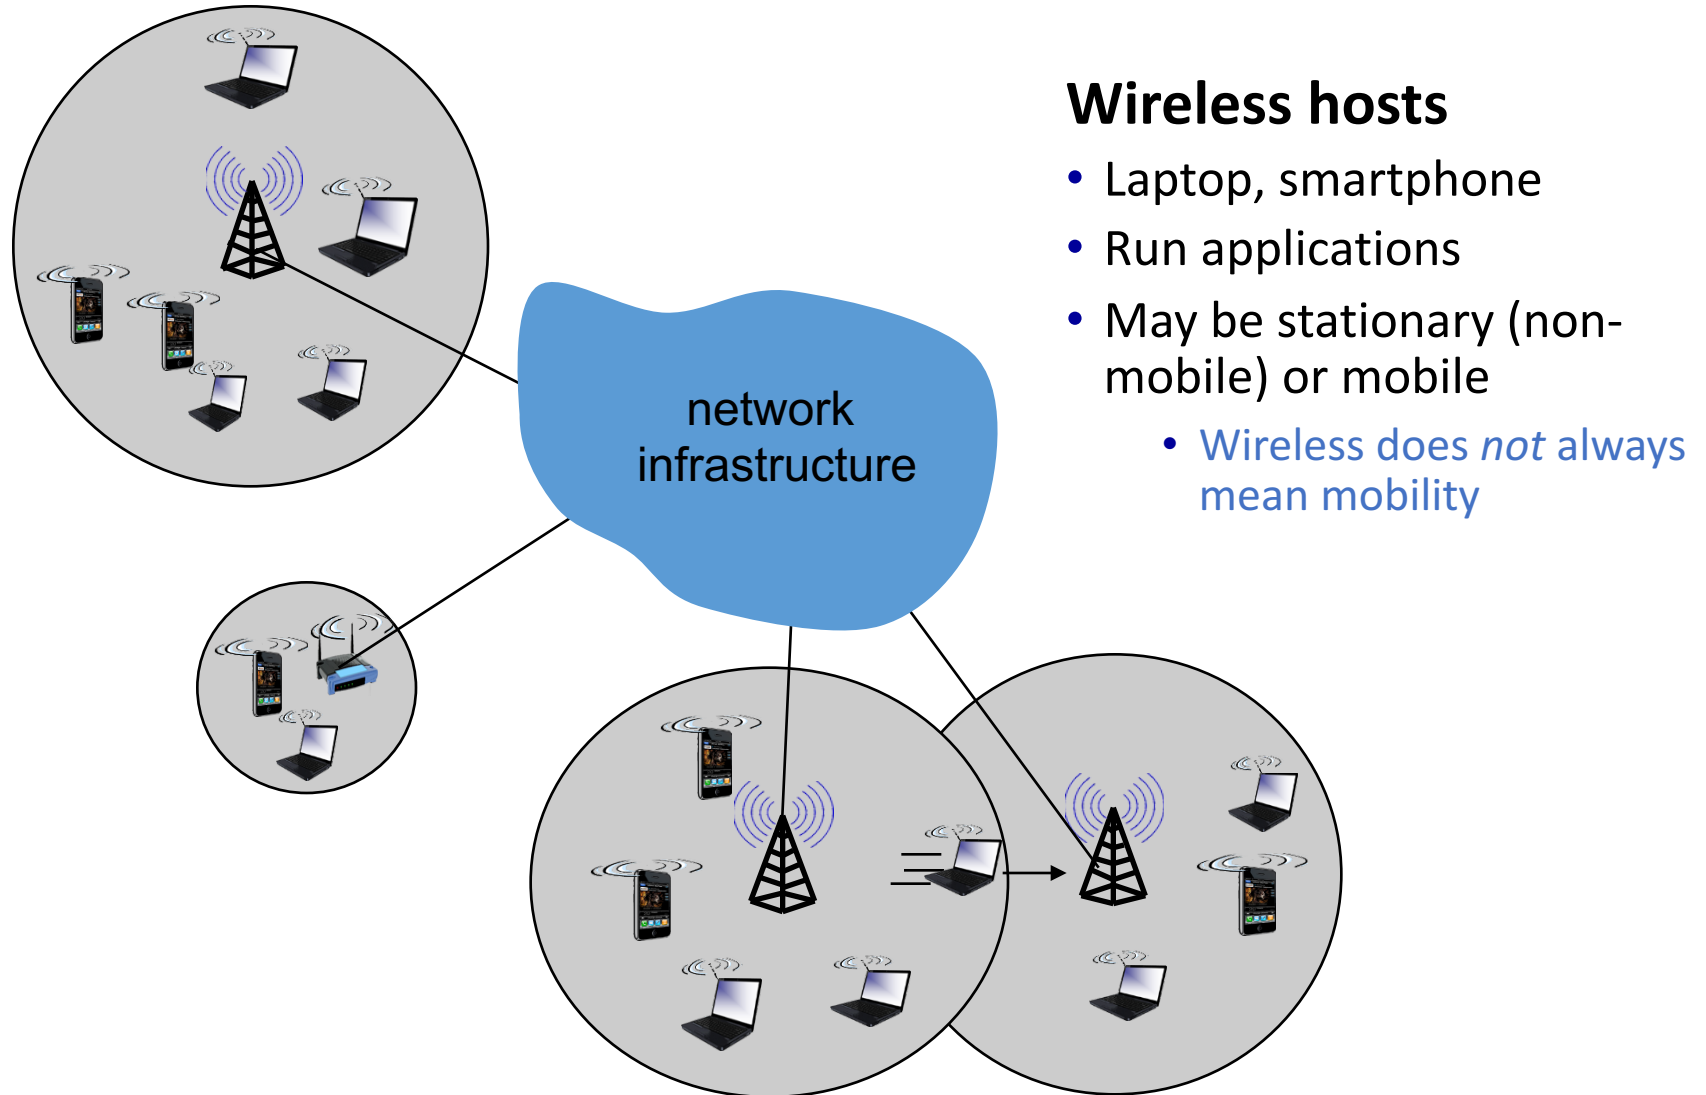 Wireless hosts
• Laptop, smartphone
• Run applications
• May be stationary (non-
mobile) or mobile
• Wireless does not always
mean mobility
network
infrastructure